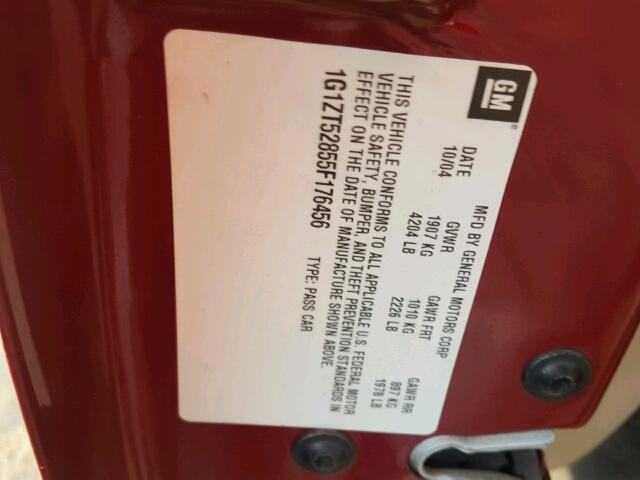 GM®
MFD BY GENERAL MOTORS CORP
DATE GVWR GAWR FRT GAWR RR
10/04 1907 KG 1010 KG 897 KG
4204 LB 2226 LB 1978 LB
THIS VEHICLE CONFORMS TO ALL APPLICABLE U.S. FEDERAL MOTOR
VEHICLE SAFETY, BUMPER, AND THEFT PREVENTION STANDARDS IN
EFFECT ON THE DATE OF MANUFACTURE SHOWN ABOVE.
1G1ZT52855F176456 TYPE: PASS CAR